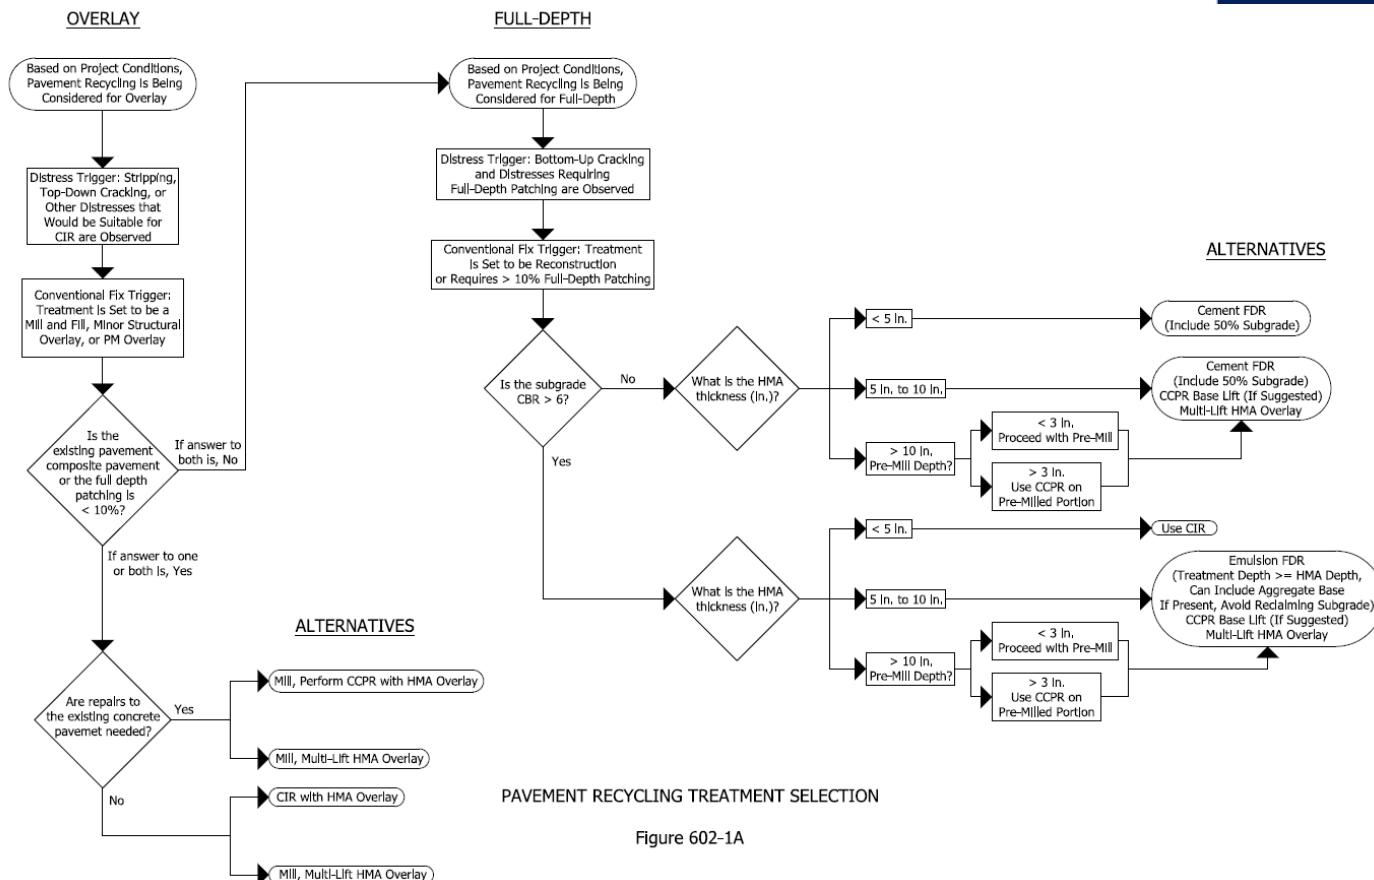 OVERLAY
Based on Project Conditions,
Pavement Recycling is Being
Considered for Overlay
Distress Trigger: Stripping,
Top-Down Cracking, or
Other Distresses that
Would be Suitable for
CIR are Observed
Conventional Fix Trigger:
Treatment is Set to be a
Mill and Fill, Minor Structural
Overlay, or PM Overlay
Is the
existing pavement
composite pavement
or the full depth
patching is
< 10%?
If answer to
both is, No
If answer to one
or both is, Yes
Are repairs to
the existing concrete
pavemet needed?
Yes
No
ALTERNATIVES
Mill, Perform CCPR with HMA Overlay
Mill, Multi-Lift HMA Overlay
CIR with HMA Overlay
Mill, Multi-Lift HMA Overlay
FULL-DEPTH
Based on Project Conditions,
Pavement Recycling is Being
Considered for Full-Depth
Distress Trigger: Bottom-Up Cracking
and Distresses Requiring
Full-Depth Patching are Observed
Conventional Fix Trigger: Treatment
is Set to be Reconstruction
or Requires > 10% Full-Depth Patching
Is the subgrade
CBR > 6?
No
Yes
What is the HMA
thickness (in.)?
< 5 in.
5 in. to 10 in.
> 10 in.
Pre-Mill Depth?
< 3 in.
Proceed with Pre-Mill
> 3 in.
Use CCPR on
Pre-Milled Portion
ALTERNATIVES
Cement FDR
(Include 50% Subgrade)
Cement FDR
(Include 50% Subgrade)
CCPR Base Lift (If Suggested)
Multi-Lift HMA Overlay
What is the HMA
thickness (in.)?
< 5 in.
5 in. to 10 in.
> 10 in.
Pre-Mill Depth?
< 3 in.
Proceed with Pre-Mill
> 3 in.
Use CCPR on
Pre-Milled Portion
Use CIR
Emulsion FDR
(Treatment Depth >= HMA Depth,
Can Include Aggregate Base
If Present, Avoid Reclaiming Subgrade)
CCPR Base Lift (If Suggested)
Multi-Lift HMA Overlay
PAVEMENT RECYCLING TREATMENT SELECTION
Figure 602-1A